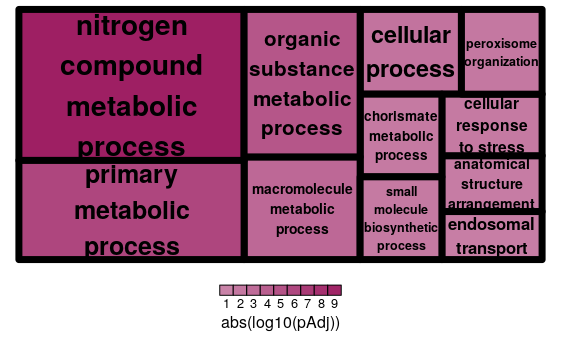 nitrogen
compound
metabolic
process
primary
metabolic
process
organic
substance
metabolic
process
macromolecule
metabolic
process
cellular
process
peroxisome
organization
chorismate
metabolic
process
small
molecule
biosynthetic
process
cellular
response
to stress
anatomical
structure
arrangement
endosomal
transport
1 2 3 4 5 6 7 8 9
abs(log10(pAdj))